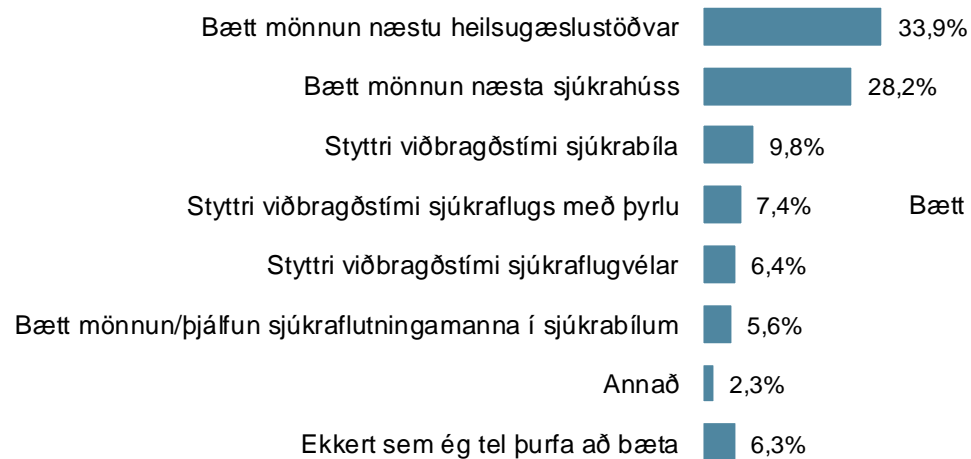 Bætt mönnun næstu heilsugæslustöðvar 33,9%
Bætt mönnun næsta sjúkrahúss 28,2%
Styttri viðbragðstími sjúkrabíla 9,8%
Styttri viðbragðstími sjúkraflugs með þyrlu 7,4% Bætt
Styttri viðbragðstími sjúkraflugvélar 6,4%
Bætt mönnun/þjálfun sjúkraflutningamanna í sjúkrabílum 5,6%
Annað 2,3%
Ekkert sem ég tel þurfa að bæta 6,3%